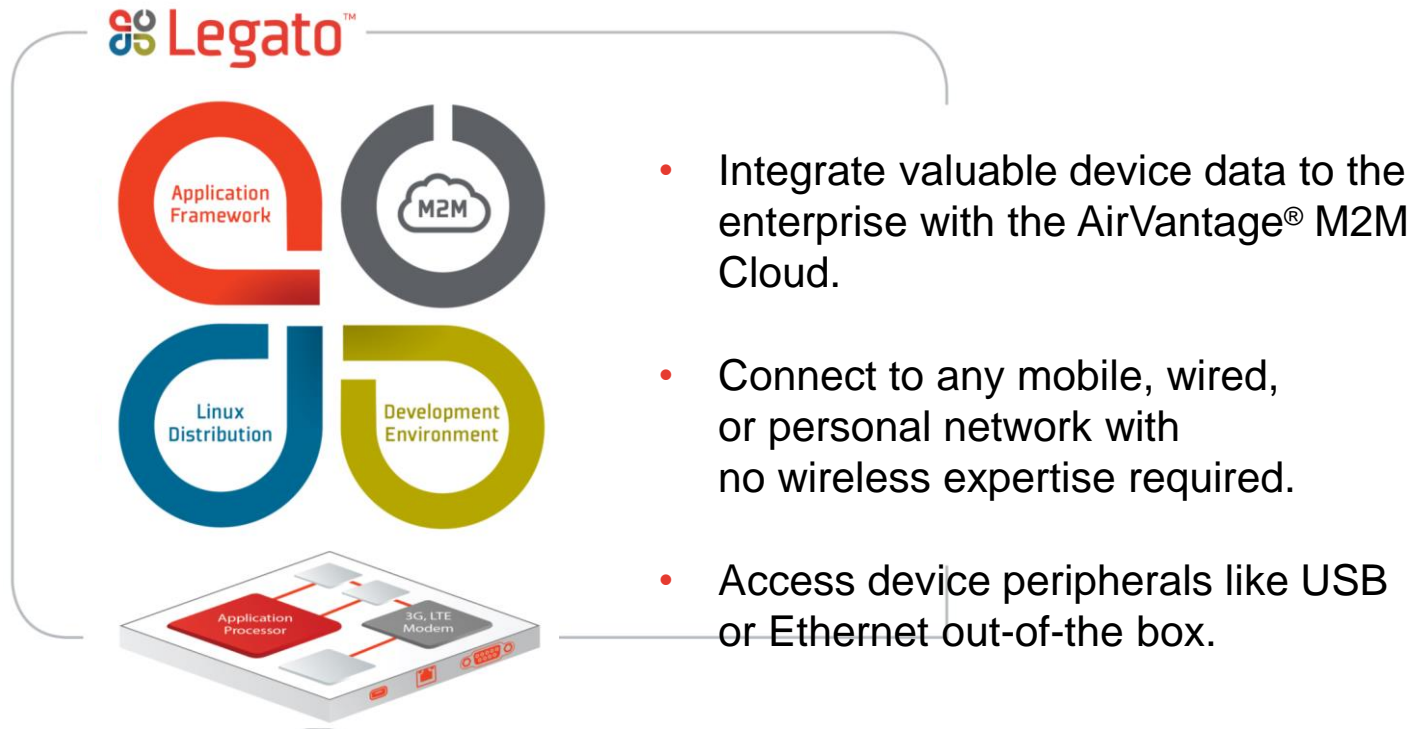 Legato™
Application
Framework
M2M
Linux
Distribution
Development
Environment
Application
Processor
3G, LTE
Modem
• Integrate valuable device data to the
enterprise with the AirVantage® M2M
Cloud.
• Connect to any mobile, wired,
or personal network with
no wireless expertise required.
• Access device peripherals like USB
or Ethernet out-of-the box.